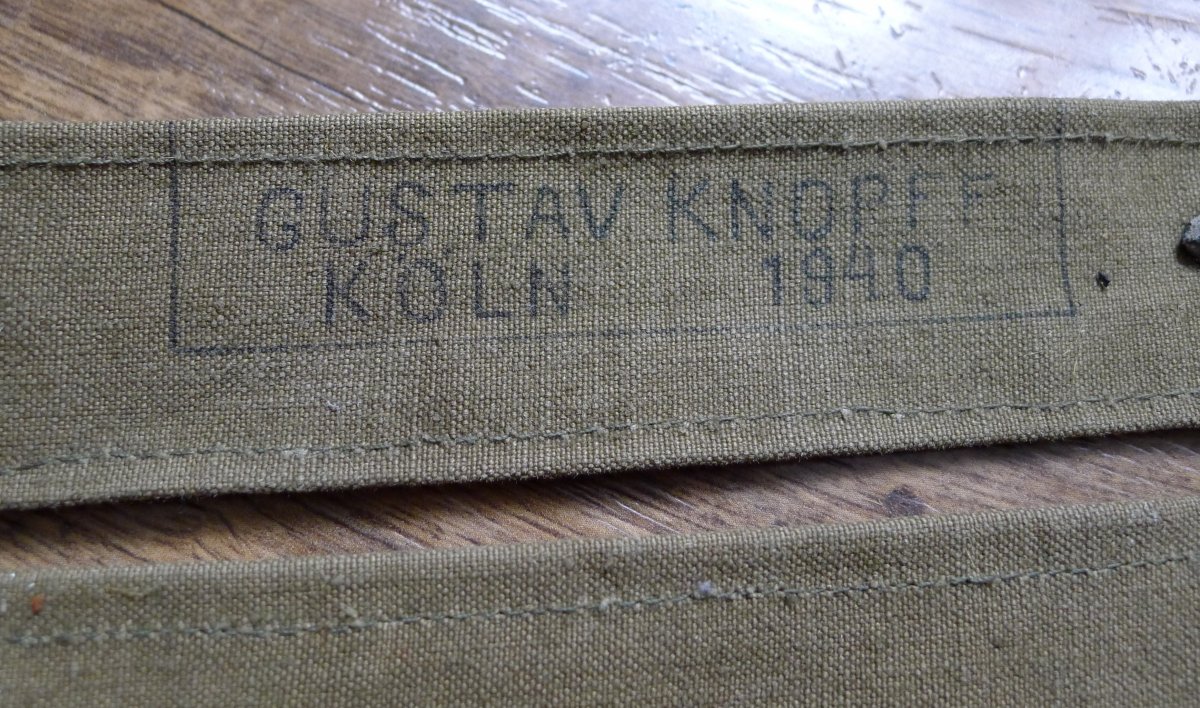 GUSTAV KNOPFF
KÖLN 1940